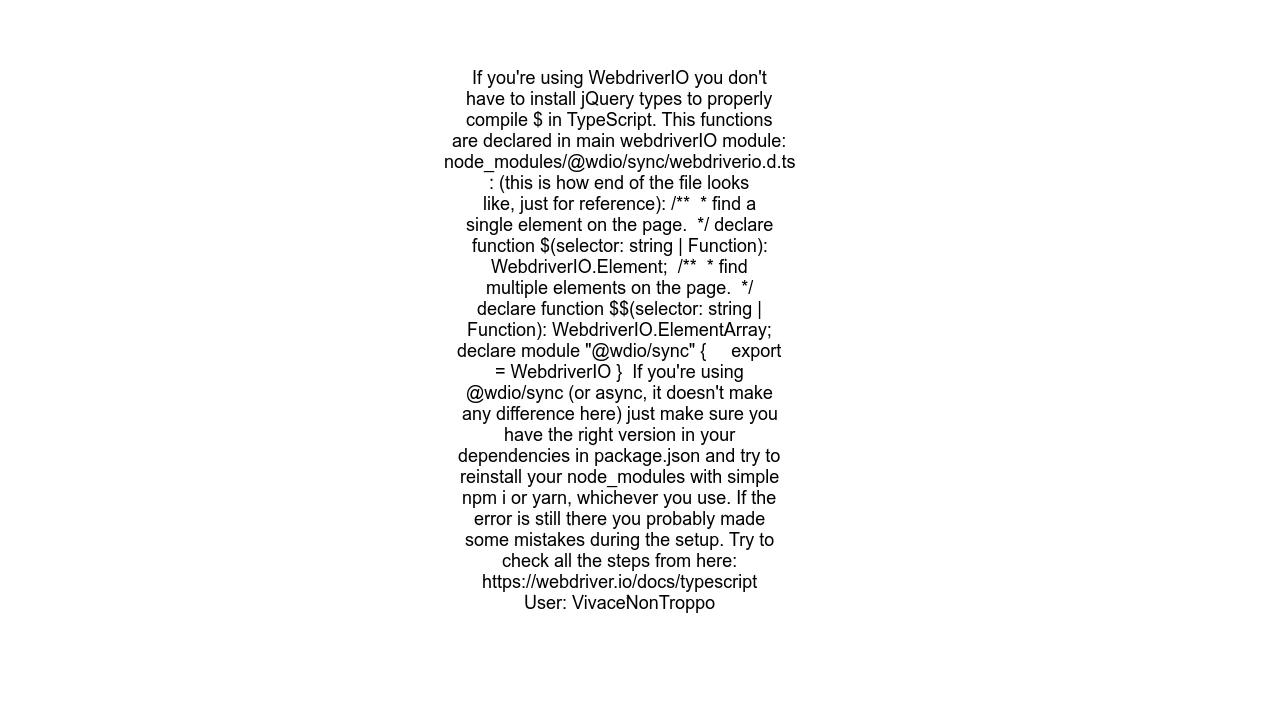 If you're using WebdriverIO you don't
have to install jQuery types to properly
compile $ in TypeScript. This functions
are declared in main webdriverIO module:
node_modules/@wdio/sync/webdriverio.d.ts
: (this is how end of the file looks
like, just for reference): /**  * find a
single element on the page.  */ declare
function $(selector: string | Function):
WebdriverIO.Element;  /**  * find
multiple elements on the page.  */
declare function $$(selector: string |
Function): WebdriverIO.ElementArray;
declare module "@wdio/sync" {     export
= WebdriverIO }  If you're using
@wdio/sync (or async, it doesn't make
any difference here) just make sure you
have the right version in your
dependencies in package.json and try to
reinstall your node_modules with simple
npm i or yarn, whichever you use. If the
error is still there you probably made
some mistakes during the setup. Try to
check all the steps from here:
https://webdriver.io/docs/typescript
User: VivaceNonTroppo